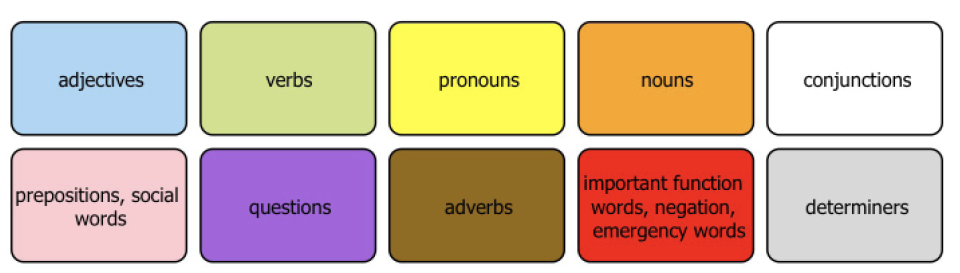 adjectives
verbs
pronouns
nouns
conjunctions
prepositions, social
words
questions
adverbs
important function
words, negation,
emergency words
determiners